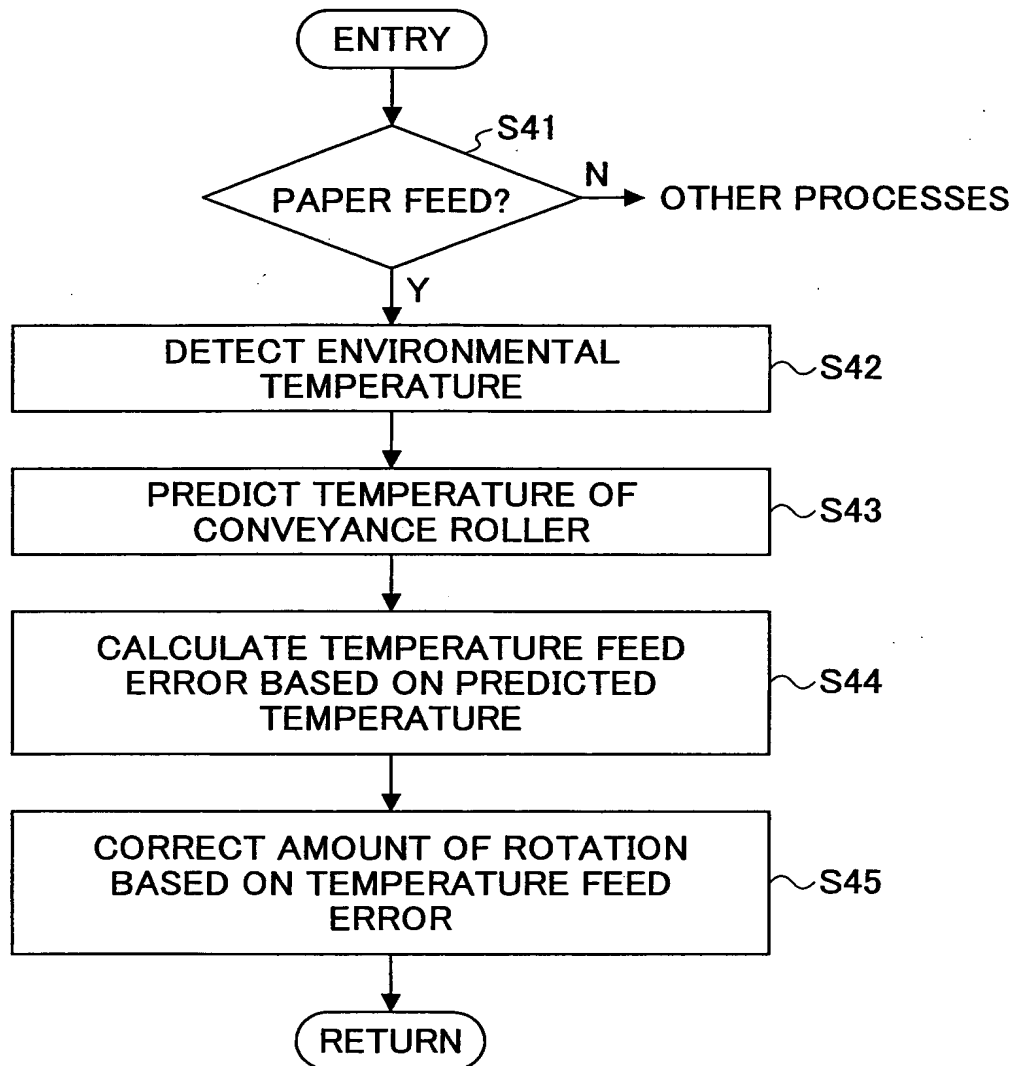 ENTRY
S41
PAPER FEED?
N
OTHER PROCESSES
Y
DETECT ENVIRONMENTAL
TEMPERATURE
S42
PREDICT TEMPERATURE OF
CONVEYANCE ROLLER
S43
CALCULATE TEMPERATURE FEED
ERROR BASED ON PREDICTED
TEMPERATURE
S44
CORRECT AMOUNT OF ROTATION
BASED ON TEMPERATURE FEED
ERROR
S45
RETURN